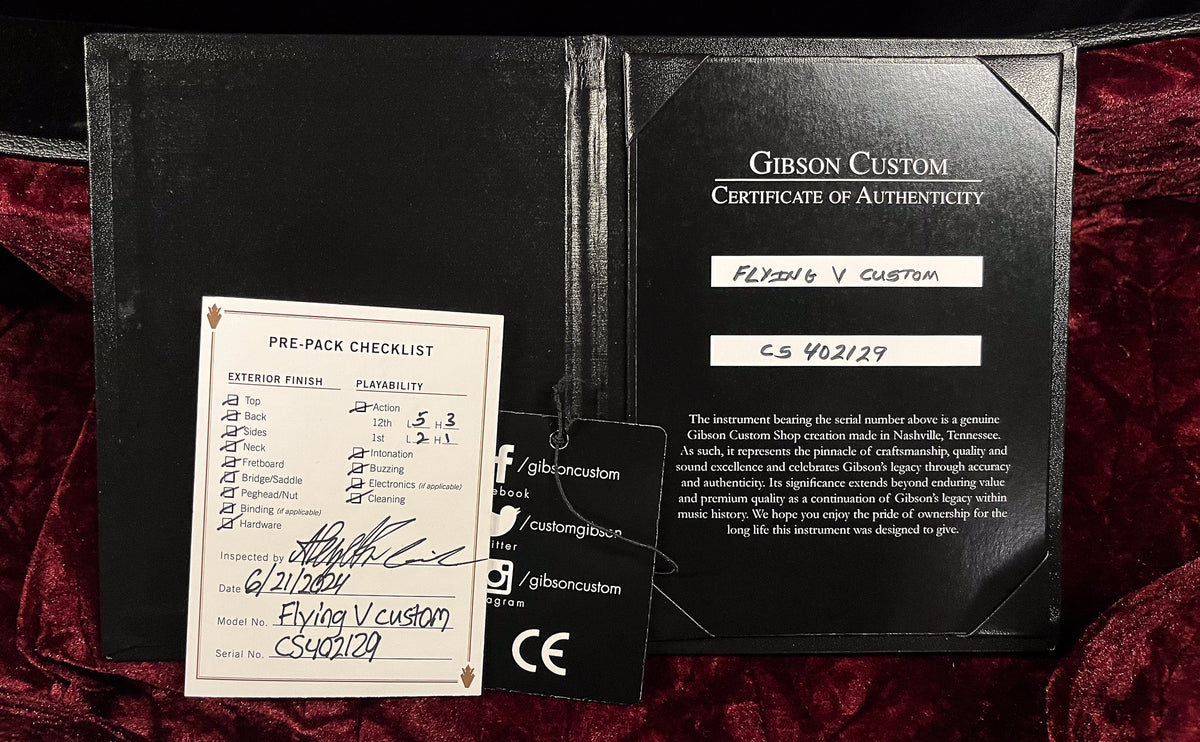 GIBSON CUSTOM
CERTIFICATE OF AUTHENTICITY
FLYING V CUSTOM
CS 402129
The instrument bearing the serial number above is a genuine
Gibson Custom Shop creation made in Nashville, Tennessee.
As such, it represents the pinnacle of craftsmanship, quality and
sound excellence and celebrates Gibson's legacy through accuracy
and authenticity. Its significance extends beyond enduring value
and premium quality as a continuation of Gibson's legacy within
music history. We hope you enjoy the pride of ownership for the
long life this instrument was designed to give.
PRE-PACK CHECKLIST
EXTERIOR FINISH
Top
Back
Sides
Neck
Fretboard
Bridge/Saddle
Peghead/Nut
Binding (if applicable)
Hardware
PLAYABILITY
Action
12th L 5 H 3
1st L 2 H 1
Intonation
Buzzing
Electronics (if applicable)
Cleaning
Inspected by
Date 6/21/2024
Model No. Flying V custom
Serial No. CS402129
f /gibsoncustom
ebook
/customgibson
itter
/gibsoncustom
agram
CE